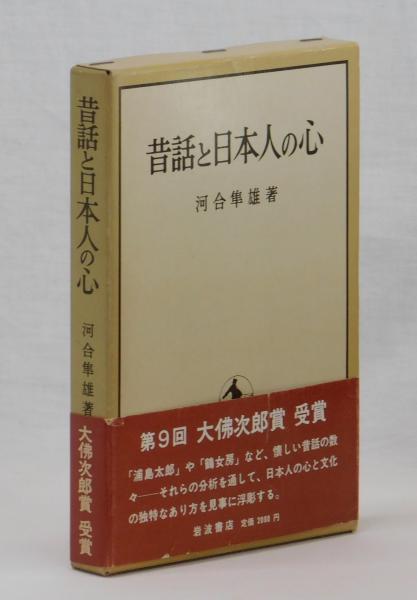 昔話と日本人の心
河合隼雄著
大佛次郎賞 受賞
昔話と日本人の心
河合隼雄著
第9回 大佛次郎賞 受賞
「浦島太郎」や「鶴女房」など、懐しい昔話の数
々──それらの分析を通して、日本人の心と文化
の独特なあり方を見事に浮彫する。
岩波書店 定価 2000 円